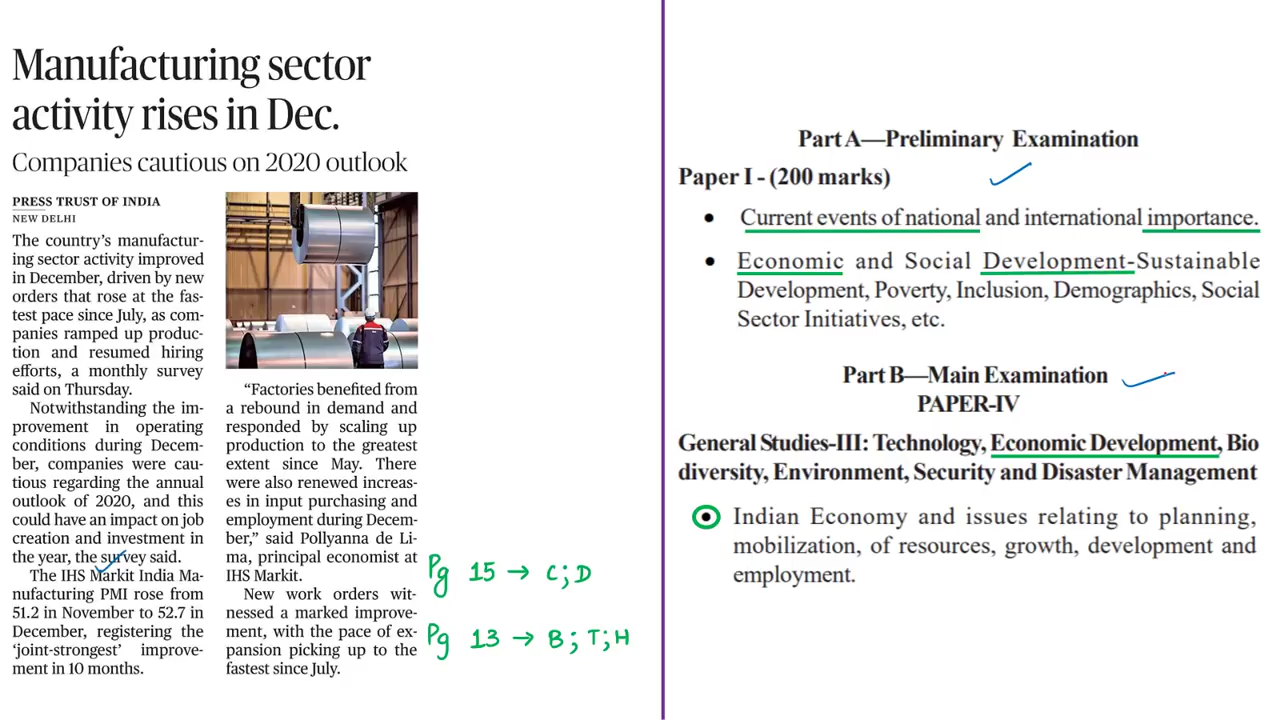 Manufacturing sector
activity rises in Dec.
Companies cautious on 2020 outlook
PRESS TRUST OF INDIA
NEW DELHI
The country's manufactur-
ing sector activity improved
in December, driven by new
orders that rose at the fas-
test pace since July, as com-
panies ramped up produc-
tion and resumed hiring
efforts, a monthly survey
said on Thursday.
Notwithstanding the im-
provement in operating
conditions during Decem-
ber, companies were cau-
tious regarding the annual
outlook of 2020, and this
could have an impact on job
creation and investment in
the year, the survey said.
The IHS Markit India Ma-
nufacturing PMI rose from
51.2 in November to 52.7 in
December, registering the
'joint-strongest' improve-
ment in 10 months.
"Factories benefited from
a rebound in demand and
responded by scaling up
production to the greatest
extent since May. There
were also renewed increas-
es in input purchasing and
employment during Decem-
ber," said Pollyanna de Li-
ma, principal economist at
IHS Markit.
New work orders wit-
nessed a marked improve-
ment, with the pace of ex-
pansion picking up to the
fastest since July.
Pg 15 → C; D
Pg 13 → B; T; H
Part A—Preliminary Examination
Paper I - (200 marks)
• Current events of national and international importance.
• Economic and Social Development-Sustainable
Development, Poverty, Inclusion, Demographics, Social
Sector Initiatives, etc.
Part B—Main Examination
PAPER-IV
General Studies-III: Technology, Economic Development, Bio
diversity, Environment, Security and Disaster Management
• Indian Economy and issues relating to planning,
mobilization, of resources, growth, development and
employment.